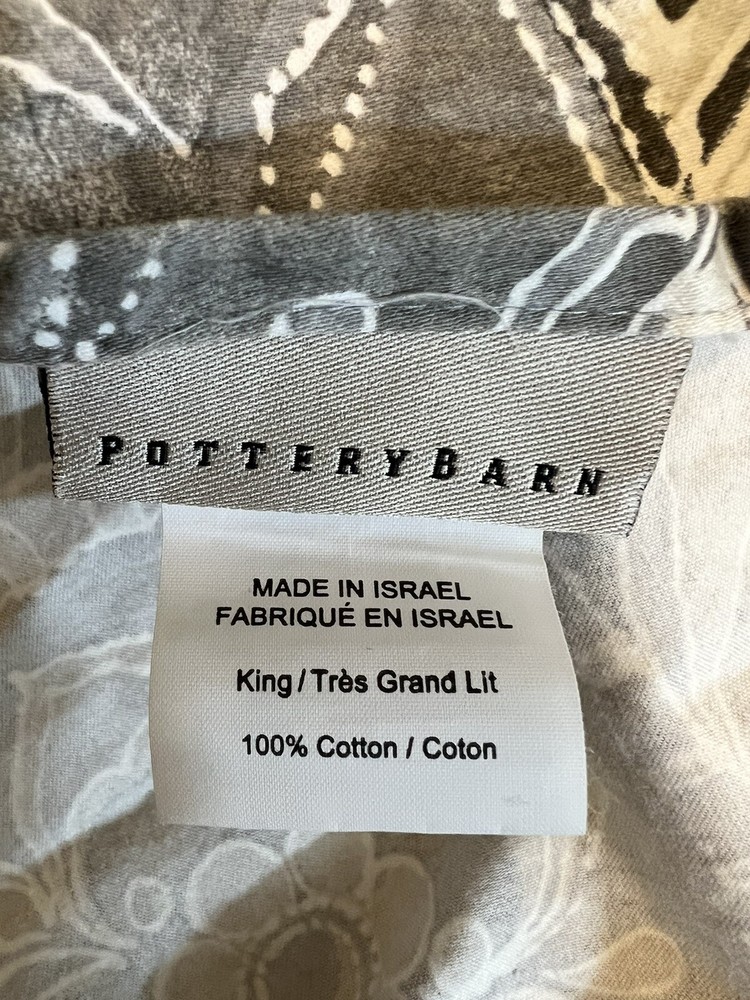 POTTERYBARN
MADE IN ISRAEL
FABRIQUÉ EN ISRAEL
King / Très Grand Lit
100% Cotton / Coton